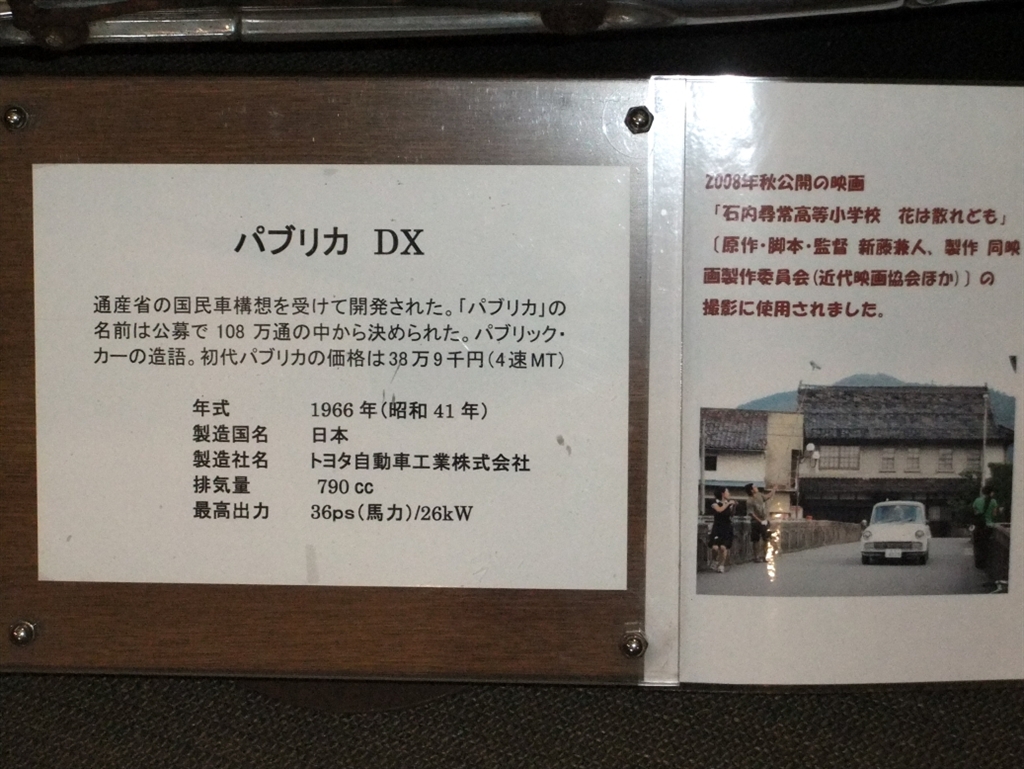 パブリカ DX
通産省の国民車構想を受けて開発された。「パブリカ」の
名前は公募で 108 万通の中から決められた。パブリック・
カーの造語。初代パブリカの価格は38万9千円(4速MT)
年式 1966 年(昭和 41 年)
製造国名 日本
製造社名 トヨタ自動車工業株式会社
排気量 790 cc
最高出力 36ps(馬力)/26kW
2008年秋公開の映画
「石内尋常高等小学校 花は散れども」
〔原作・脚本・監督 新藤兼人、製作 同映
画製作委員会(近代映画協会ほか)〕の
撮影に使用されました。